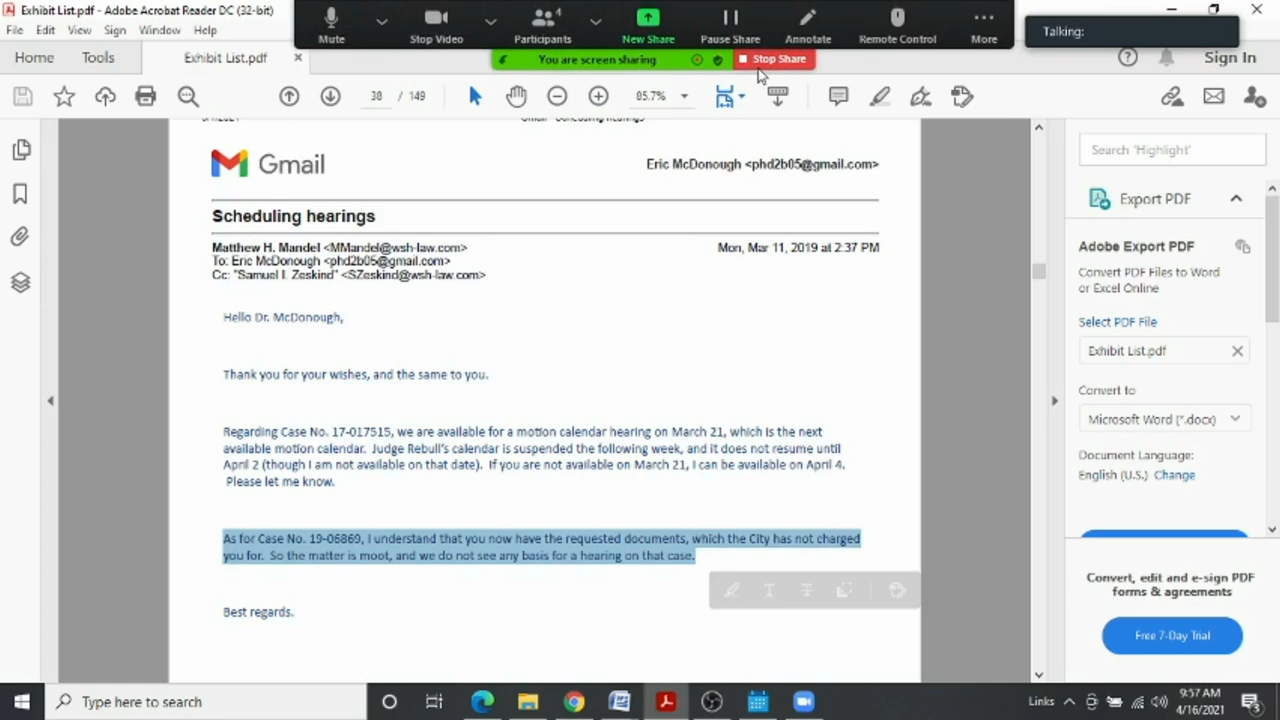 Exhibit List.pdf - Adobe Acrobat Reader DC (32-bit)
File Edit View Sign Window Help
Mute
Stop Video
4
Participants
New Share
Pause Share
Annotate
Remote Control
More
Talking:
You are screen sharing
Stop Share
Home
Tools
Exhibit List.pdf
Sign In
38 / 149
85.7%
Gmail
Eric McDonough <phd2b05@gmail.com>
Scheduling hearings
Matthew H. Mandel <MMandel@wsh-law.com>
Mon, Mar 11, 2019 at 2:37 PM
To: Eric McDonough <phd2b05@gmail.com>
Cc: "Samuel I. Zeskind" <SZeskind@wsh-law.com>
Hello Dr. McDonough,
Thank you for your wishes, and the same to you.
Regarding Case No. 17-017515, we are available for a motion calendar hearing on March 21, which is the next
available motion calendar.  Judge Rebull's calendar is suspended the following week, and it does not resume until
April 2 (though I am not available on that date).  If you are not available on March 21, I can be available on April 4.
Please let me know.
As for Case No. 19-06869, I understand that you now have the requested documents, which the City has not charged
you for.  So the matter is moot, and we do not see any basis for a hearing on that case.
Best regards.
Search 'Highlight'
Export PDF
Adobe Export PDF
Convert PDF Files to Word
or Excel Online
Select PDF File
Exhibit List.pdf
Convert to
Microsoft Word (*.docx)
Document Language:
English (U.S.) Change
Convert, edit and e-sign PDF
forms & agreements
Free 7-Day Trial
Type here to search
Links
9:57 AM
4/16/2021
3